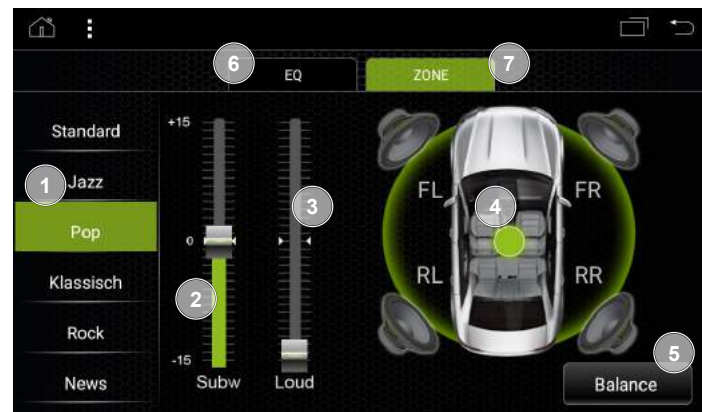 6
EQ
ZONE
7
Standard
1
Jazz
Pop
Klassisch
Rock
News
+15
0
-15
2
Subw
3
Loud
FL
4
FR
RL
RR
5
Balance